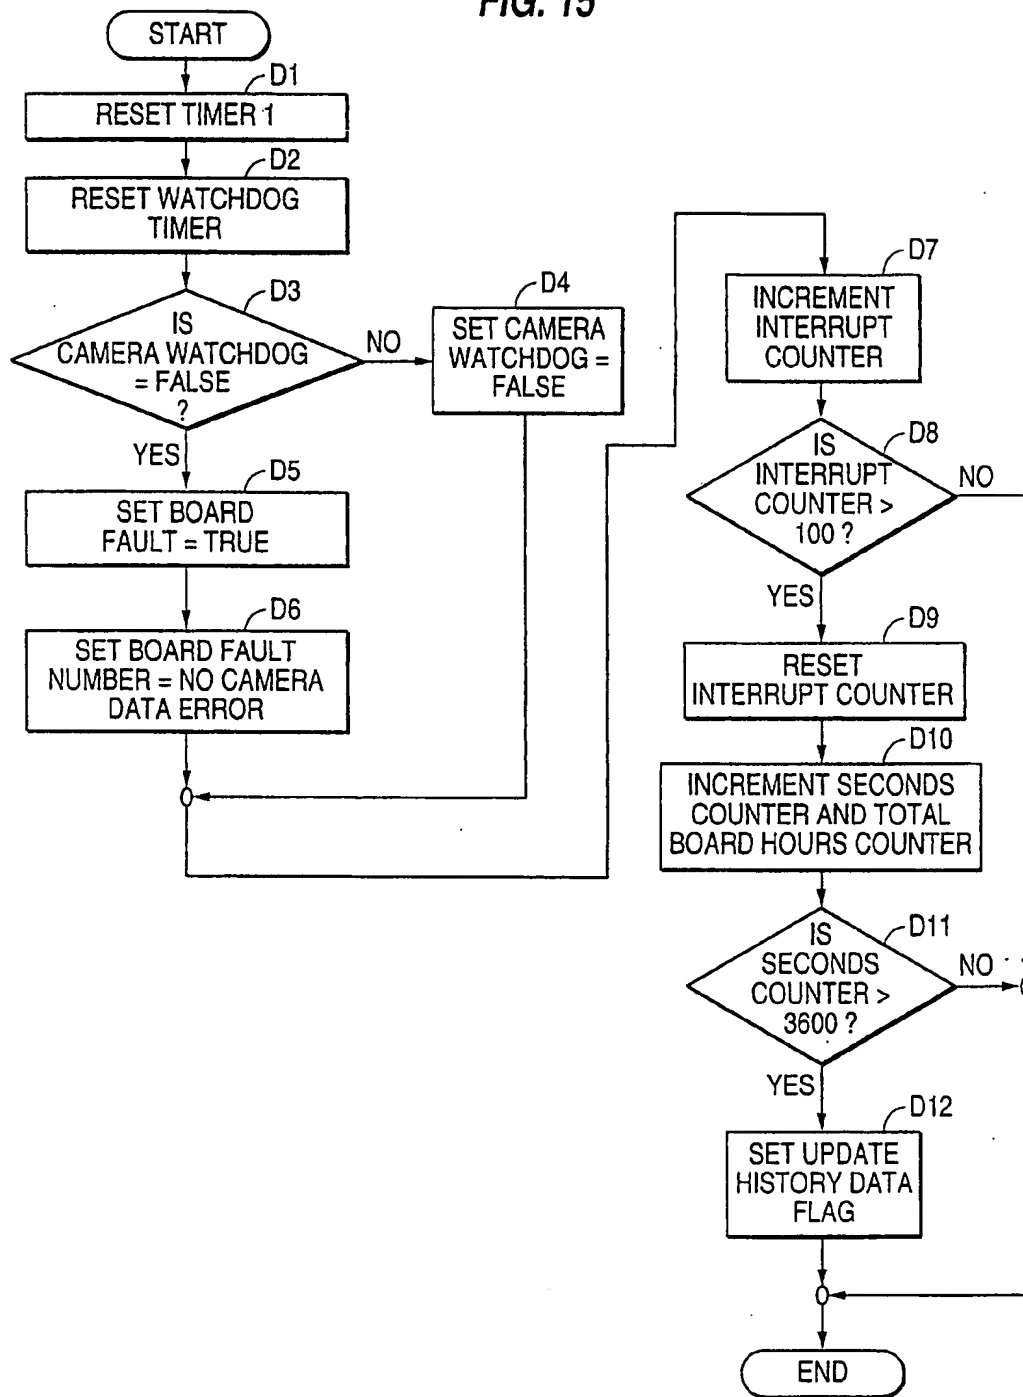 FIG. 15
START
D1
RESET TIMER 1
D2
RESET WATCHDOG
TIMER
D3
IS
CAMERA WATCHDOG
= FALSE
?
NO
YES
D4
SET CAMERA
WATCHDOG =
FALSE
D5
SET BOARD
FAULT = TRUE
D6
SET BOARD FAULT
NUMBER = NO CAMERA
DATA ERROR
D7
INCREMENT
INTERRUPT
COUNTER
D8
IS
INTERRUPT
COUNTER >
100 ?
NO
YES
D9
RESET
INTERRUPT COUNTER
D10
INCREMENT SECONDS
COUNTER AND TOTAL
BOARD HOURS COUNTER
D11
IS
SECONDS
COUNTER >
3600 ?
NO
YES
D12
SET UPDATE
HISTORY DATA
FLAG
END